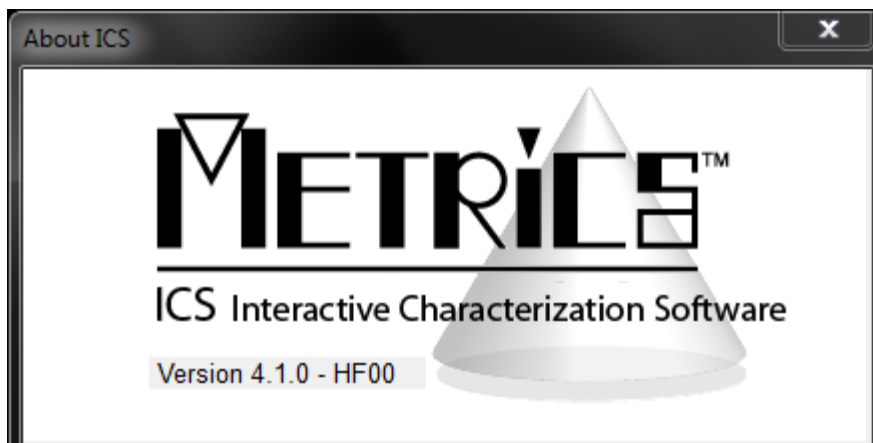 About ICS
x
METRiCS™
ICS Interactive Characterization Software
Version 4.1.0 - HF00